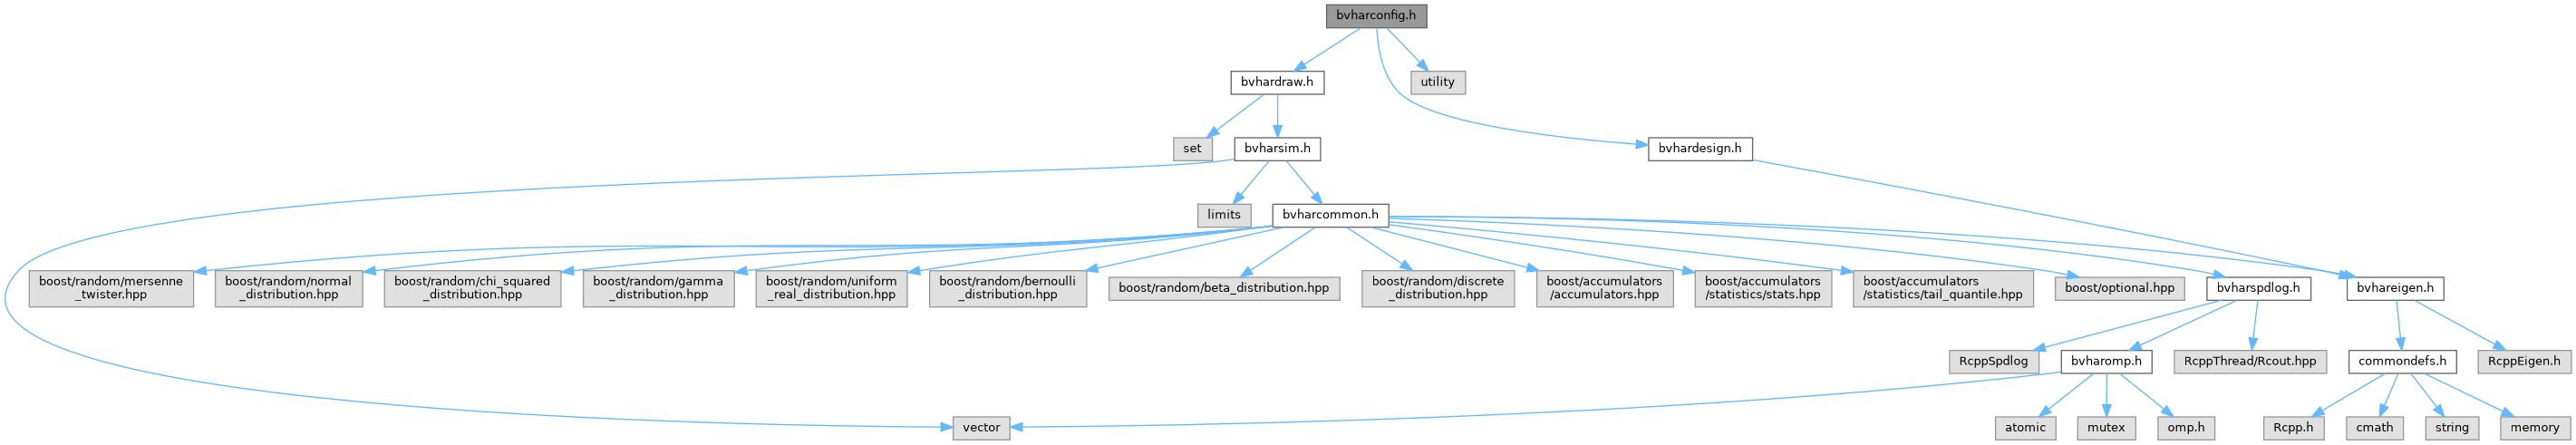 bvharconfig.h
bvhardraw.h
utility
set
bvharsim.h
bvhardesign.h
limits
bvharcommon.h
boost/random/mersenne
_twister.hpp
boost/random/normal
_distribution.hpp
boost/random/chi_squared
_distribution.hpp
boost/random/gamma
_distribution.hpp
boost/random/uniform
_real_distribution.hpp
boost/random/bernoulli
_distribution.hpp
boost/random/beta_distribution.hpp
boost/random/discrete
_distribution.hpp
boost/accumulators
/accumulators.hpp
boost/accumulators
/statistics/stats.hpp
boost/accumulators
/statistics/tail_quantile.hpp
boost/optional.hpp
bvharspdlog.h
bvhareigen.h
RcppSpdlog
bvharomp.h
RcppThread/Rcout.hpp
commondefs.h
RcppEigen.h
vector
atomic
mutex
omp.h
Rcpp.h
cmath
string
memory